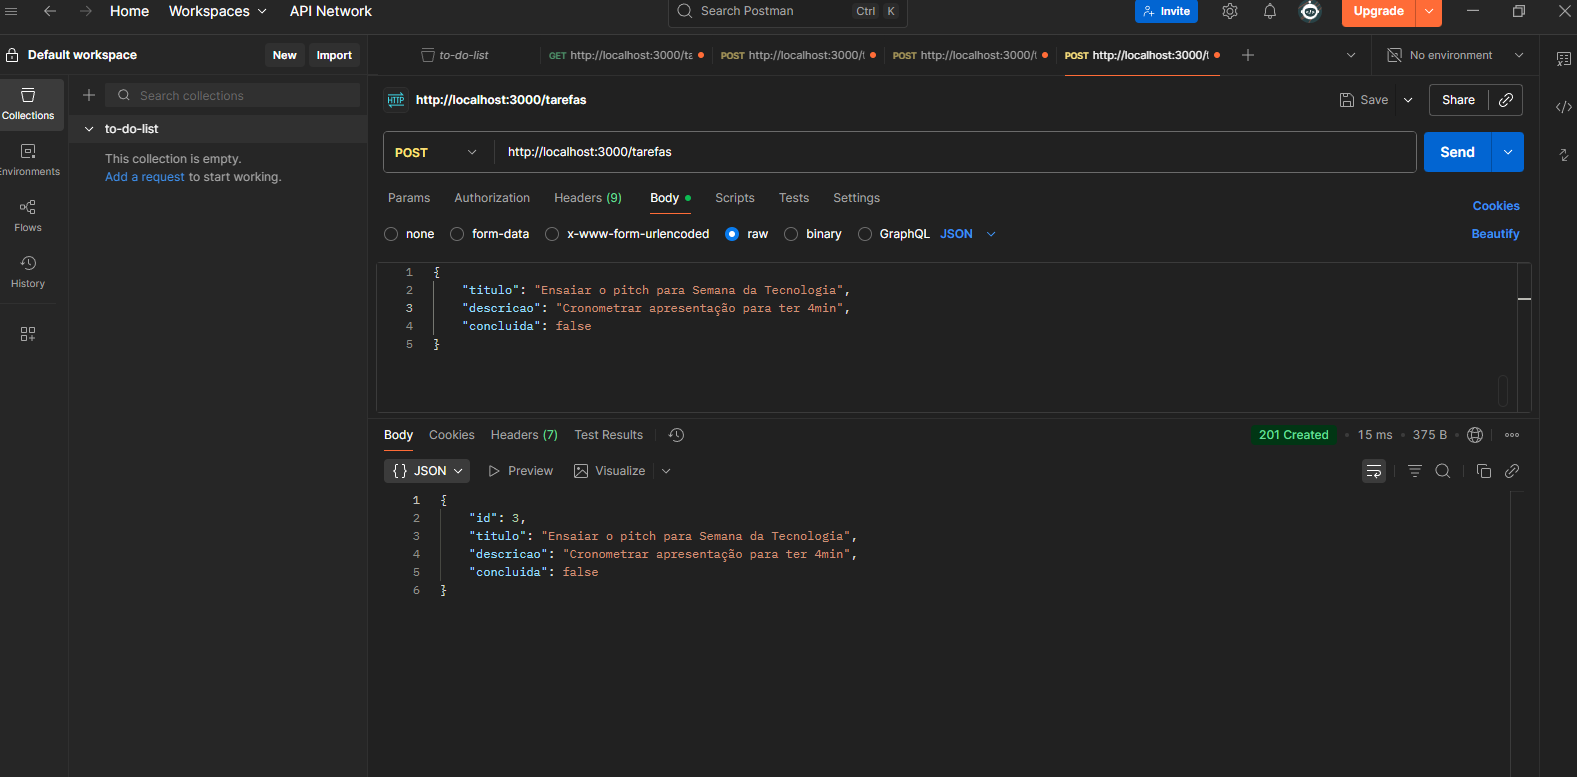 Home Workspaces API Network Search Postman Ctrl K Invite Upgrade
Default workspace New Import to-do-list GET http://localhost:3000/ta POST http://localhost:3000/t POST http://localhost:3000/t POST http://localhost:3000/t No environment
Collections
Search collections
to-do-list
This collection is empty.
Add a request to start working.
nvironments
Flows
History
HTTP http://localhost:3000/tarefas Save Share
POST http://localhost:3000/tarefas Send
Params Authorization Headers (9) Body Scripts Tests Settings Cookies
none form-data x-www-form-urlencoded raw binary GraphQL JSON Beautify
1 {
2 "titulo": "Ensaiar o pitch para Semana da Tecnologia",
3 "descricao": "Cronometrar apresentação para ter 4min",
4 "concluida": false
5 }
Body Cookies Headers (7) Test Results 201 Created 15 ms 375 B
{} JSON Preview Visualize
1 {
2 "id": 3,
3 "titulo": "Ensaiar o pitch para Semana da Tecnologia",
4 "descricao": "Cronometrar apresentação para ter 4min",
5 "concluida": false
6 }